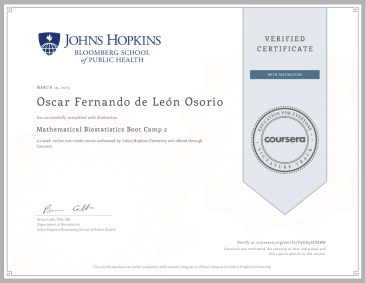 JOHNS HOPKINS
BLOOMBERG SCHOOL
of PUBLIC HEALTH
VERIFIED
CERTIFICATE
WITH DISTINCTION
MARCH 19, 2015
Oscar Fernando de León Osorio
has successfully completed with distinction
Mathematical Biostatistics Boot Camp 2
online non-credit course authorized by Johns Hopkins University and offered through
Coursera
EDUCATION FOR EVERYONE
coursera
SIGNATURE TRACK
Brian Caffo, PhD, MS
Department of Biostatistics
Johns Hopkins Bloomberg School of Public Health
Verify at coursera.org/verify/
Coursera has confirmed the identity of this individual and
their participation in the course.
This certificate does not confer academic credit toward a degree or official status at the Johns Hopkins University.